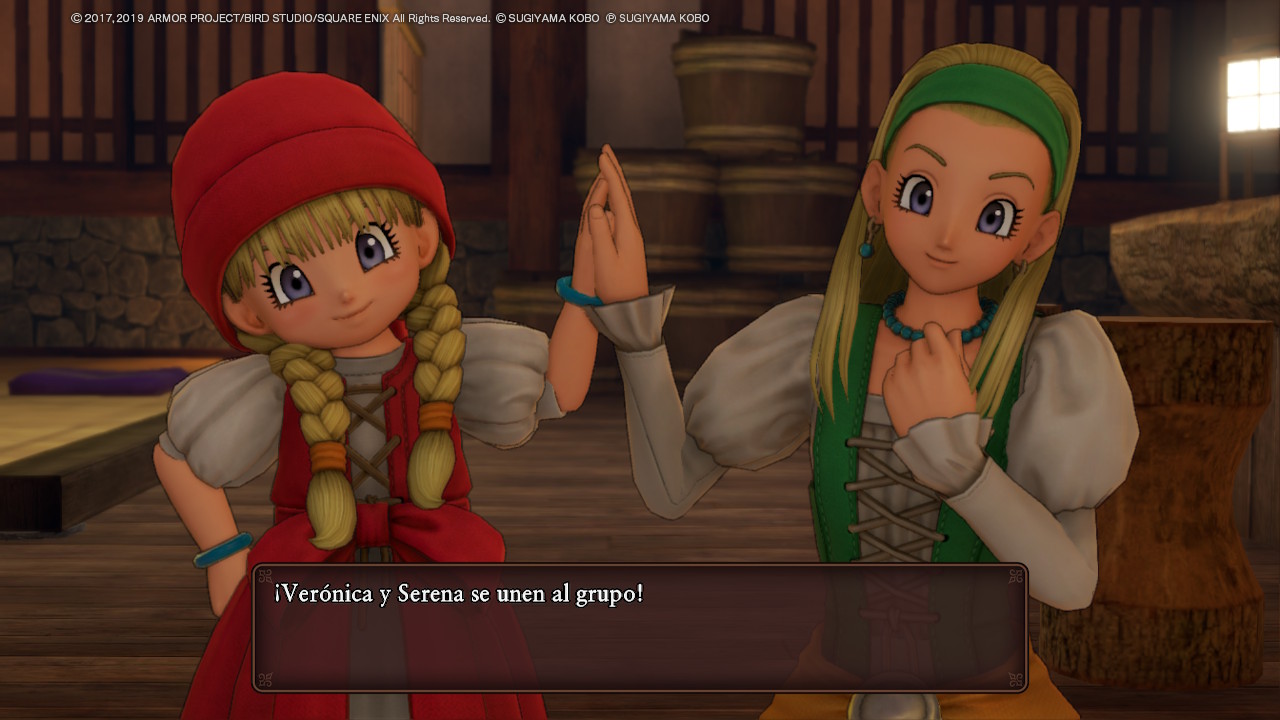 © 2017, 2019 ARMOR PROJECT/BIRD STUDIO/SQUARE ENIX All Rights Reserved. © SUGIYAMA KOBO ℗ SUGIYAMA KOBO
¡Verónica y Serena se unen al grupo!